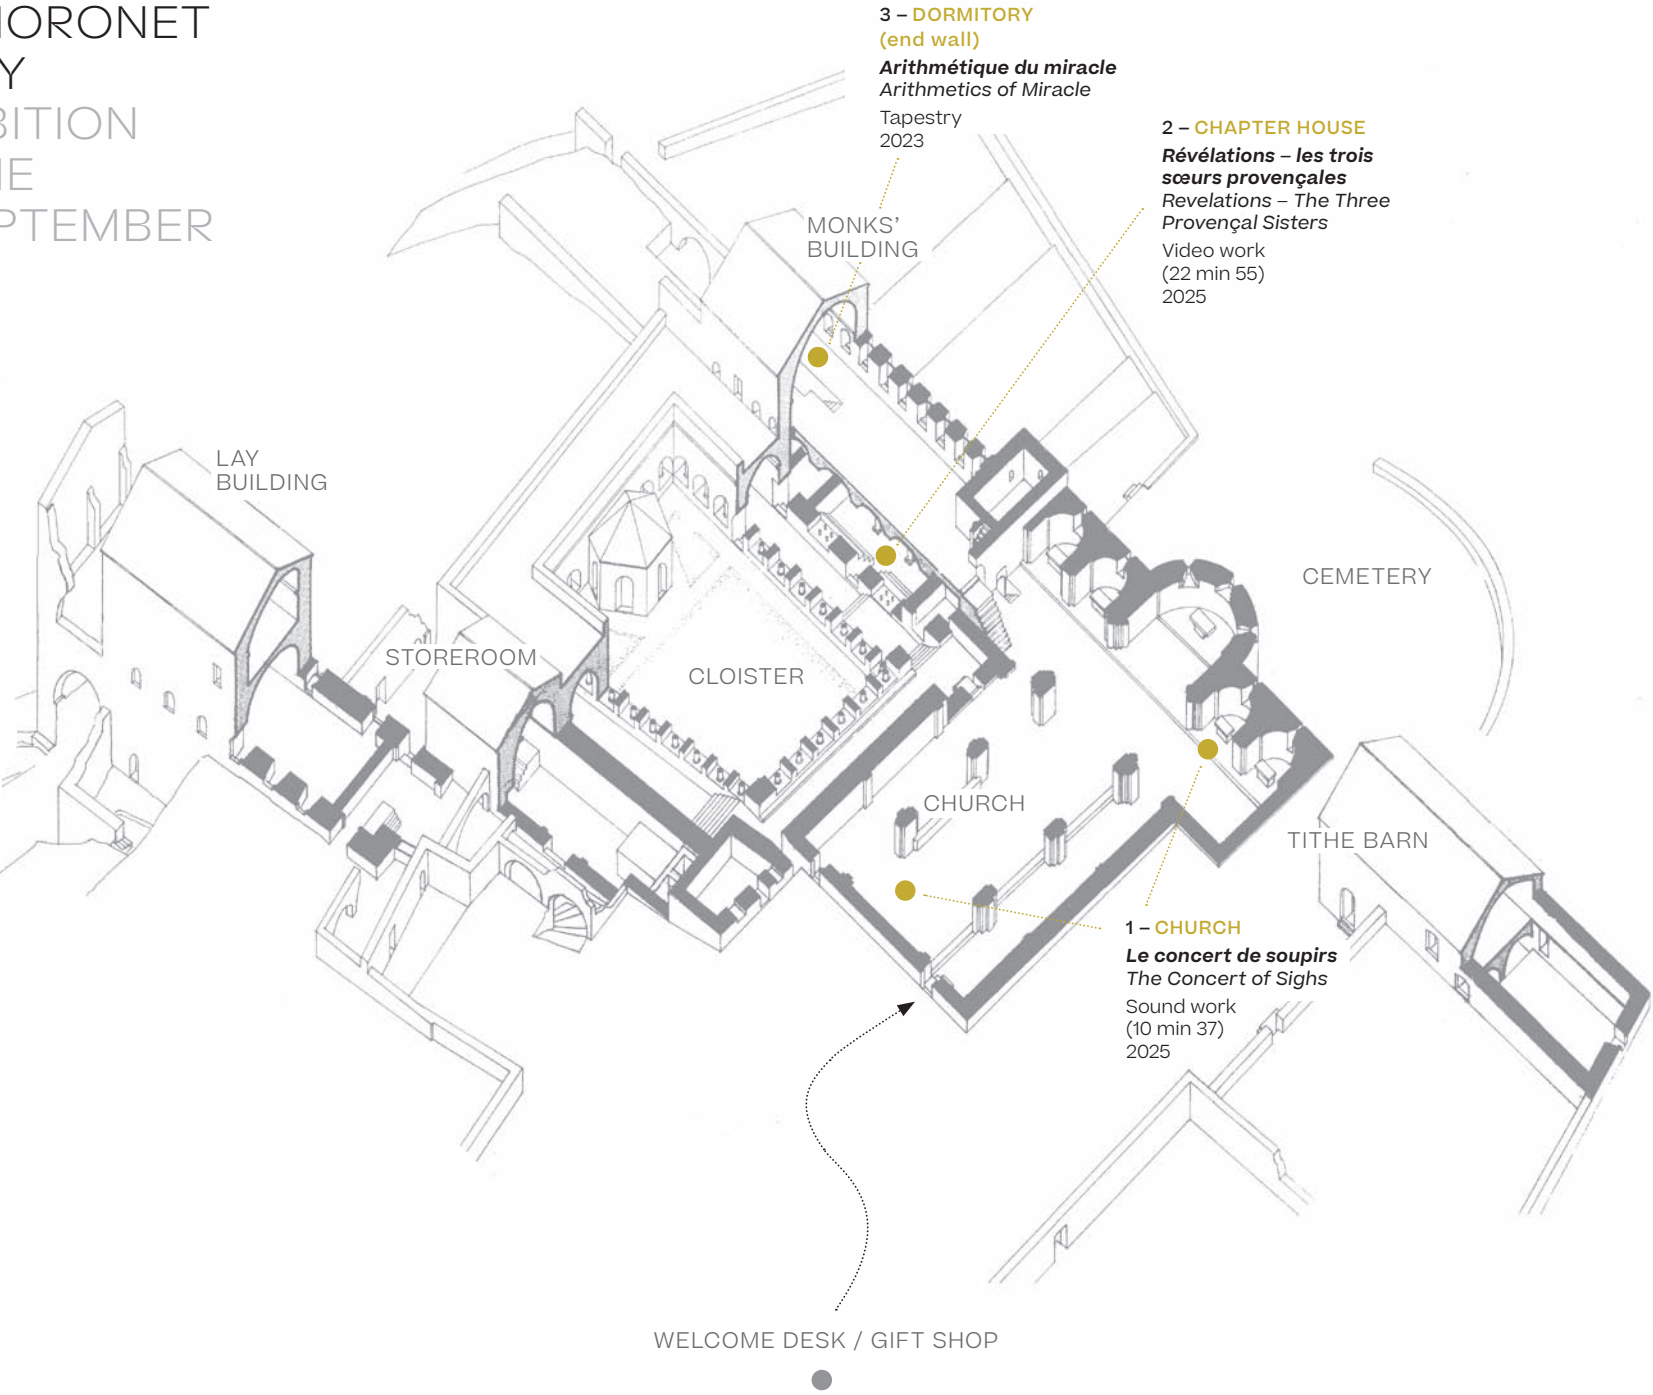 HORONET
Y
BITION
NE
PTEMBER
3 – DORMITORY
(end wall)
Arithmétique du miracle
Arithmetics of Miracle
Tapestry
2023
2 – CHAPTER HOUSE
Révélations – les trois
sœurs provençales
Revelations – The Three
Provençal Sisters
Video work
(22 min 55)
2025
MONKS'
BUILDING
LAY
BUILDING
CEMETERY
STOREROOM
CLOISTER
CHURCH
TITHE BARN
1 – CHURCH
Le concert de soupirs
The Concert of Sighs
Sound work
(10 min 37)
2025
WELCOME DESK / GIFT SHOP